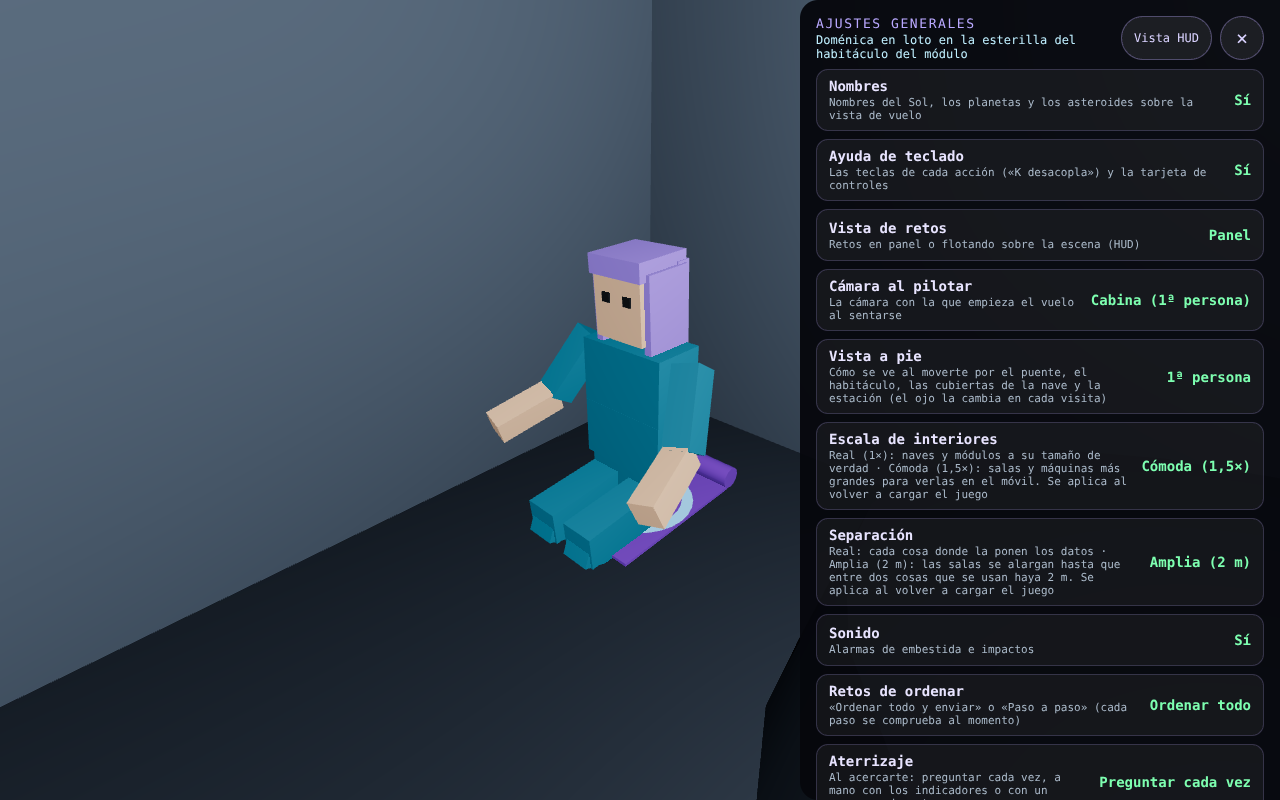 AJUSTES GENERALES
Doménica en loto en la esterilla del
habitáculo del módulo
Vista HUD
×
Nombres
Nombres del Sol, los planetas y los asteroides sobre la
vista de vuelo
Sí
Ayuda de teclado
Las teclas de cada acción («K desacopla») y la tarjeta de
controles
Sí
Vista de retos
Retos en panel o flotando sobre la escena (HUD)
Panel
Cámara al pilotar
La cámara con la que empieza el vuelo
al sentarse
Cabina (1ª persona)
Vista a pie
Cómo se ve al moverte por el puente, el
habitáculo, las cubiertas de la nave y la
estación (el ojo la cambia en cada visita)
1ª persona
Escala de interiores
Real (1×): naves y módulos a su tamaño de
verdad · Cómoda (1,5×): salas y máquinas más
grandes para verlas en el móvil. Se aplica al
volver a cargar el juego
Cómoda (1,5×)
Separación
Real: cada cosa donde la ponen los datos ·
Amplia (2 m): las salas se alargan hasta que
entre dos cosas que se usan haya 2 m. Se
aplica al volver a cargar el juego
Amplia (2 m)
Sonido
Alarmas de embestida e impactos
Sí
Retos de ordenar
«Ordenar todo y enviar» o «Paso a paso» (cada
paso se comprueba al momento)
Ordenar todo
Aterrizaje
Al acercarte: preguntar cada vez, a
mano con los indicadores o con un
Preguntar cada vez